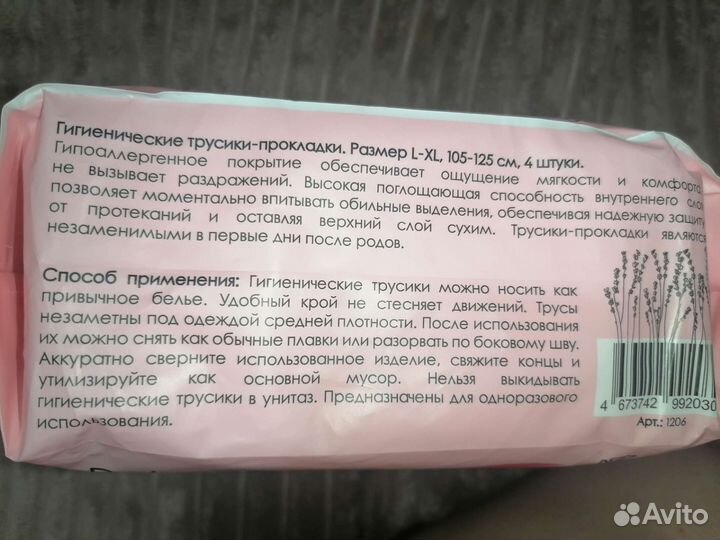 Гигиенические трусики-прокладки. Размер L-XL, 105-125 см, 4 штуки.
Гипоаллергенное покрытие обеспечивает ощущение мягкости и комфорта
не вызывает раздражений. Высокая поглощающая способность внутреннего слоя
позволяет моментально впитывать обильные выделения, обеспечивая надежную защиту
от протеканий и оставляя верхний слой сухим. Трусики-прокладки являются
незаменимыми в первые дни после родов.
Способ применения: Гигиенические трусики можно носить как
привычное белье. Удобный крой не стесняет движений. Трусы
незаметны под одеждой средней плотности. После использования
их можно снять как обычные плавки или разорвать по боковому шву.
Аккуратно сверните использованное изделие, свяжите концы и
утилизируйте как основной мусор. Нельзя выкидывать
гигиенические трусики в унитаз. Предназначены для одноразового
использования.
4 673742 992030
Арт.: 1206
Avito